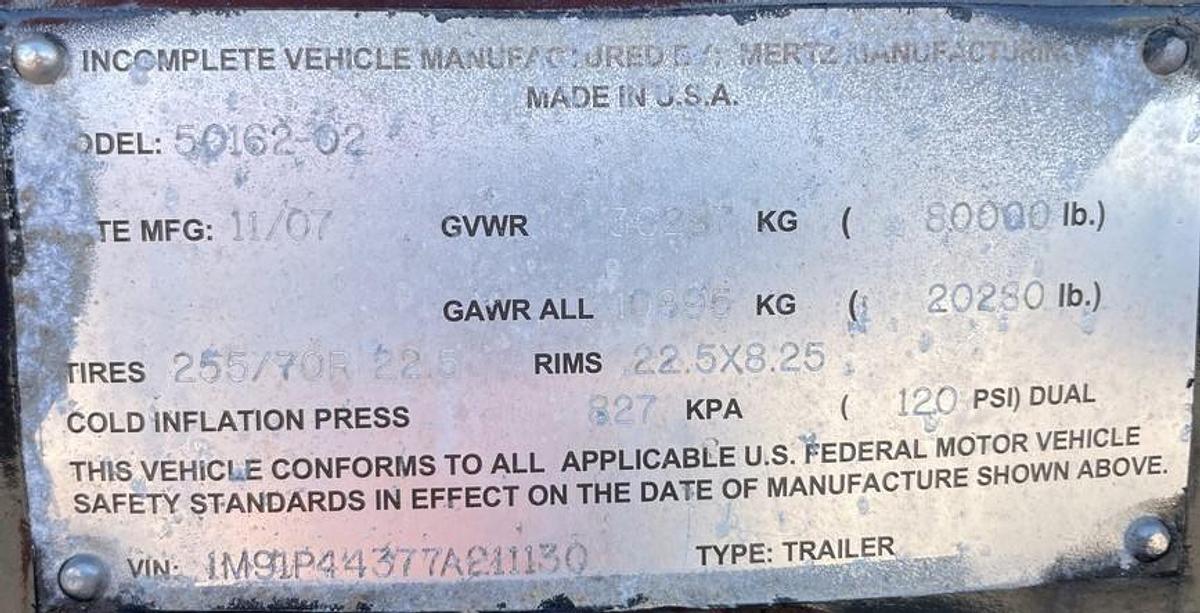 INCOMPLETE VEHICLE MANUFACTURED BY: MERTZ MANUFACTURING
MADE IN U.S.A.
ODEL: 50162-02
TE MFG: 11/07 GVWR KG ( 80000 lb.)
GAWR ALL KG ( 20280 lb.)
TIRES 255/70R 22.5 RIMS 22.5X8.25
COLD INFLATION PRESS 827 KPA ( 120 PSI) DUAL
THIS VEHICLE CONFORMS TO ALL APPLICABLE U.S. FEDERAL MOTOR VEHICLE
SAFETY STANDARDS IN EFFECT ON THE DATE OF MANUFACTURE SHOWN ABOVE.
VIN: 1M91P44377A211130 TYPE: TRAILER